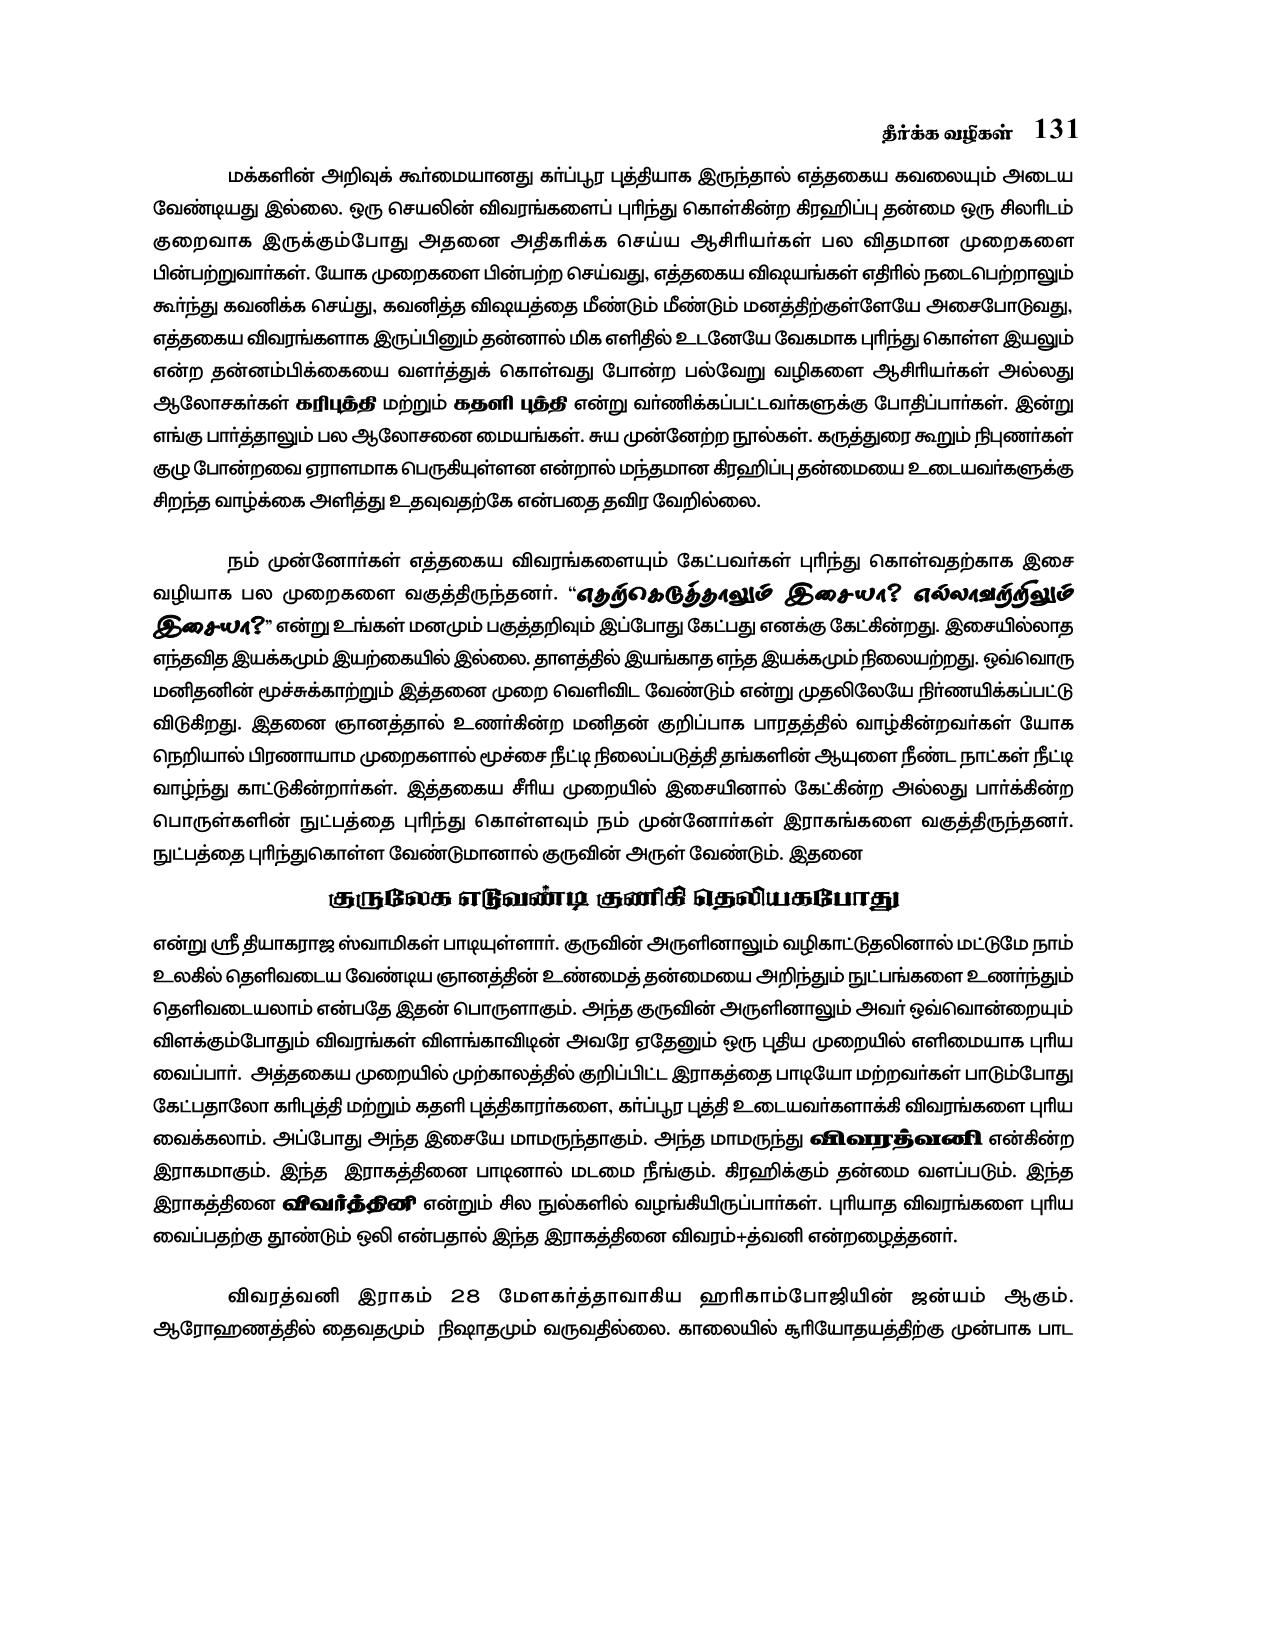 தீர்க்க வழிகள் 131
மக்களின் அறிவுக் கூர்மையானது கர்ப்பூர புத்தியாக இருந்தால் எத்தகைய கவலையும் அடைய
வேண்டியது இல்லை. ஒரு செயலின் விவரங்களைப் புரிந்து கொள்கின்ற கிரஹிப்பு தன்மை ஒரு சிலரிடம்
குறைவாக இருக்கும்போது அதனை அதிகரிக்க செய்ய ஆசிரியர்கள் பல விதமான முறைகளை
பின்பற்றுவார்கள். யோக முறைகளை பின்பற்ற செய்வது, எத்தகைய விஷயங்கள் எதிரில் நடைபெற்றாலும்
கூர்ந்து கவனிக்க செய்து, கவனித்த விஷயத்தை மீண்டும் மீண்டும் மனத்திற்குள்ளேயே அசைபோடுவது,
எத்தகைய விவரங்களாக இருப்பினும் தன்னால் மிக எளிதில் உடனேயே வேகமாக புரிந்து கொள்ள இயலும்
என்ற தன்னம்பிக்கையை வளர்த்துக் கொள்வது போன்ற பல்வேறு வழிகளை ஆசிரியர்கள் அல்லது
ஆலோசகர்கள் கரிபுத்தி மற்றும் கதளி புத்தி என்று வர்ணிக்கப்பட்டவர்களுக்கு போதிப்பார்கள். இன்று
எங்கு பார்த்தாலும் பல ஆலோசனை மையங்கள். சுய முன்னேற்ற நூல்கள். கருத்துரை கூறும் நிபுணர்கள்
குழு போன்றவை ஏராளமாக பெருகியுள்ளன என்றால் மந்தமான கிரஹிப்பு தன்மையை உடையவர்களுக்கு
சிறந்த வாழ்க்கை அளித்து உதவுவதற்கே என்பதை தவிர வேறில்லை.
நம் முன்னோர்கள் எத்தகைய விவரங்களையும் கேட்பவர்கள் புரிந்து கொள்வதற்காக இசை
வழியாக பல முறைகளை வகுத்திருந்தனர். “எதற்கெடுத்தாலும் இசையா? எல்லாவற்றிலும்
இசையா?” என்று உங்கள் மனமும் பகுத்தறிவும் இப்போது கேட்பது எனக்கு கேட்கின்றது. இசையில்லாத
எந்தவித இயக்கமும் இயற்கையில் இல்லை. தாளத்தில் இயங்காத எந்த இயக்கமும் நிலையற்றது. ஒவ்வொரு
மனிதனின் மூச்சுக்காற்றும் இத்தனை முறை வெளிவிட வேண்டும் என்று முதலிலேயே நிர்ணயிக்கப்பட்டு
விடுகிறது. இதனை ஞானத்தால் உணர்கின்ற மனிதன் குறிப்பாக பாரதத்தில் வாழ்கின்றவர்கள் யோக
நெறியால் பிரணாயாம முறைகளால் மூச்சை நீட்டி நிலைப்படுத்தி தங்களின் ஆயுளை நீண்ட நாட்கள் நீட்டி
வாழ்ந்து காட்டுகின்றார்கள். இத்தகைய சீரிய முறையில் இசையினால் கேட்கின்ற அல்லது பார்க்கின்ற
பொருள்களின் நுட்பத்தை புரிந்து கொள்ளவும் நம் முன்னோர்கள் இராகங்களை வகுத்திருந்தனர்.
நுட்பத்தை புரிந்துகொள்ள வேண்டுமானால் குருவின் அருள் வேண்டும். இதனை
குருலேக எடுவண்டி குணிகி தெலியகபோது
என்று ஸ்ரீ தியாகராஜ ஸ்வாமிகள் பாடியுள்ளார். குருவின் அருளினாலும் வழிகாட்டுதலினால் மட்டுமே நாம்
உலகில் தெளிவடைய வேண்டிய ஞானத்தின் உண்மைத் தன்மையை அறிந்தும் நுட்பங்களை உணர்ந்தும்
தெளிவடையலாம் என்பதே இதன் பொருளாகும். அந்த குருவின் அருளினாலும் அவர் ஒவ்வொன்றையும்
விளக்கும்போதும் விவரங்கள் விளங்காவிடின் அவரே ஏதேனும் ஒரு புதிய முறையில் எளிமையாக புரிய
வைப்பார். அத்தகைய முறையில் முற்காலத்தில் குறிப்பிட்ட இராகத்தை பாடியோ மற்றவர்கள் பாடும்போது
கேட்பதாலோ கரிபுத்தி மற்றும் கதளி புத்திகாரர்களை, கர்ப்பூர புத்தி உடையவர்களாக்கி விவரங்களை புரிய
வைக்கலாம். அப்போது அந்த இசையே மாமருந்தாகும். அந்த மாமருந்து விவரத்வனி என்கின்ற
இராகமாகும். இந்த இராகத்தினை பாடினால் மடமை நீங்கும். கிரஹிக்கும் தன்மை வளப்படும். இந்த
இராகத்தினை விவர்த்தினி என்றும் சில நுல்களில் வழங்கியிருப்பார்கள். புரியாத விவரங்களை புரிய
வைப்பதற்கு தூண்டும் ஒலி என்பதால் இந்த இராகத்தினை விவரம்+த்வனி என்றழைத்தனர்.
விவரத்வனி இராகம் 28 மேளகர்த்தாவாகிய ஹரிகாம்போஜியின் ஜன்யம் ஆகும்.
ஆரோஹணத்தில் தைவதமும் நிஷாதமும் வருவதில்லை. காலையில் சூரியோதயத்திற்கு முன்பாக பாட